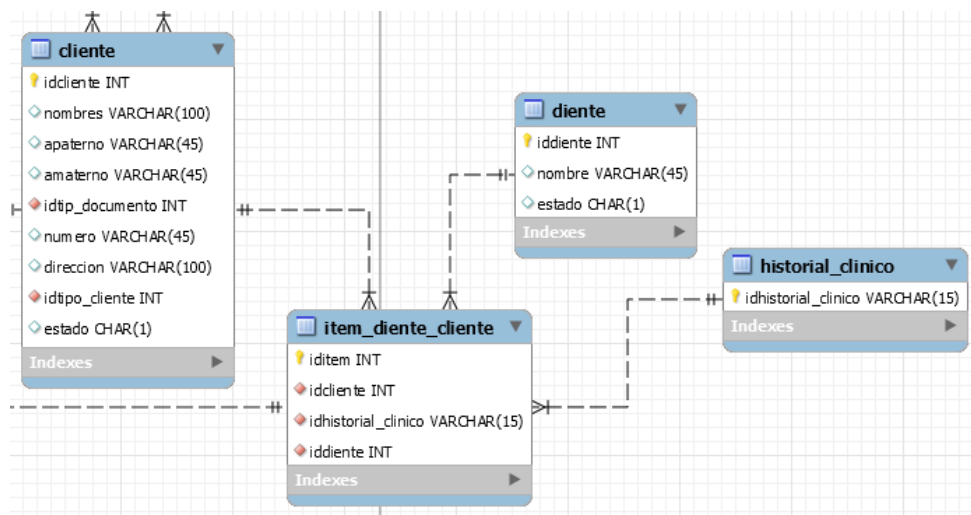 cliente
idcliente INT
nombres VARCHAR(100)
apaterno VARCHAR(45)
amaterno VARCHAR(45)
idtip_documento INT
numero VARCHAR(45)
direccion VARCHAR(100)
idtipo_cliente INT
estado CHAR(1)
Indexes
diente
iddiente INT
nombre VARCHAR(45)
estado CHAR(1)
Indexes
historial_clinico
idhistorial_clinico VARCHAR(15)
Indexes
item_diente_cliente
iditem INT
idcliente INT
idhistorial_clinico VARCHAR(15)
iddiente INT
Indexes